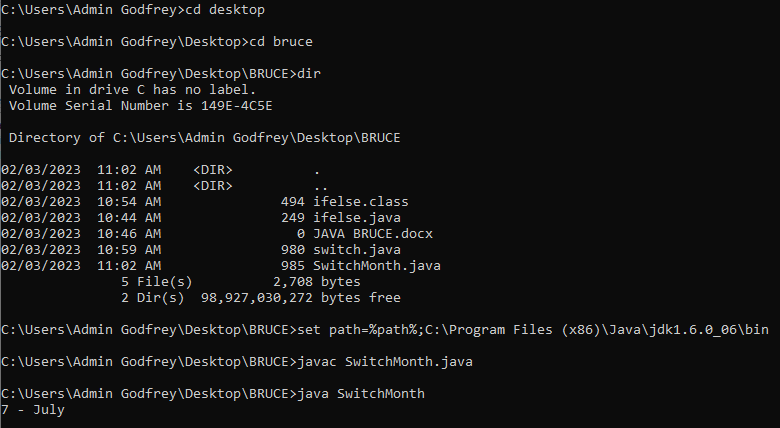 C:\Users\Admin Godfrey>cd desktop
C:\Users\Admin Godfrey\Desktop>cd bruce
C:\Users\Admin Godfrey\Desktop\BRUCE>dir
 Volume in drive C has no label.
 Volume Serial Number is 149E-4C5E
 Directory of C:\Users\Admin Godfrey\Desktop\BRUCE
02/03/2023  11:02 AM    <DIR>          .
02/03/2023  11:02 AM    <DIR>          ..
02/03/2023  10:54 AM               494 ifelse.class
02/03/2023  10:44 AM               249 ifelse.java
02/03/2023  10:46 AM                 0 JAVA BRUCE.docx
02/03/2023  10:59 AM               980 switch.java
02/03/2023  11:02 AM               985 SwitchMonth.java
               5 File(s)          2,708 bytes
               2 Dir(s)  98,927,030,272 bytes free
C:\Users\Admin Godfrey\Desktop\BRUCE>set path=%path%;C:\Program Files (x86)\Java\jdk1.6.0_06\bin
C:\Users\Admin Godfrey\Desktop\BRUCE>javac SwitchMonth.java
C:\Users\Admin Godfrey\Desktop\BRUCE>java SwitchMonth
7 - July